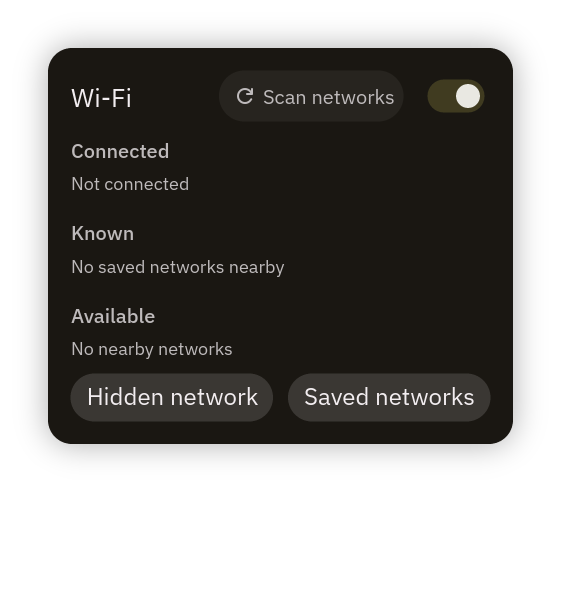 Wi-Fi
Scan networks
Connected
Not connected
Known
No saved networks nearby
Available
No nearby networks
Hidden network
Saved networks